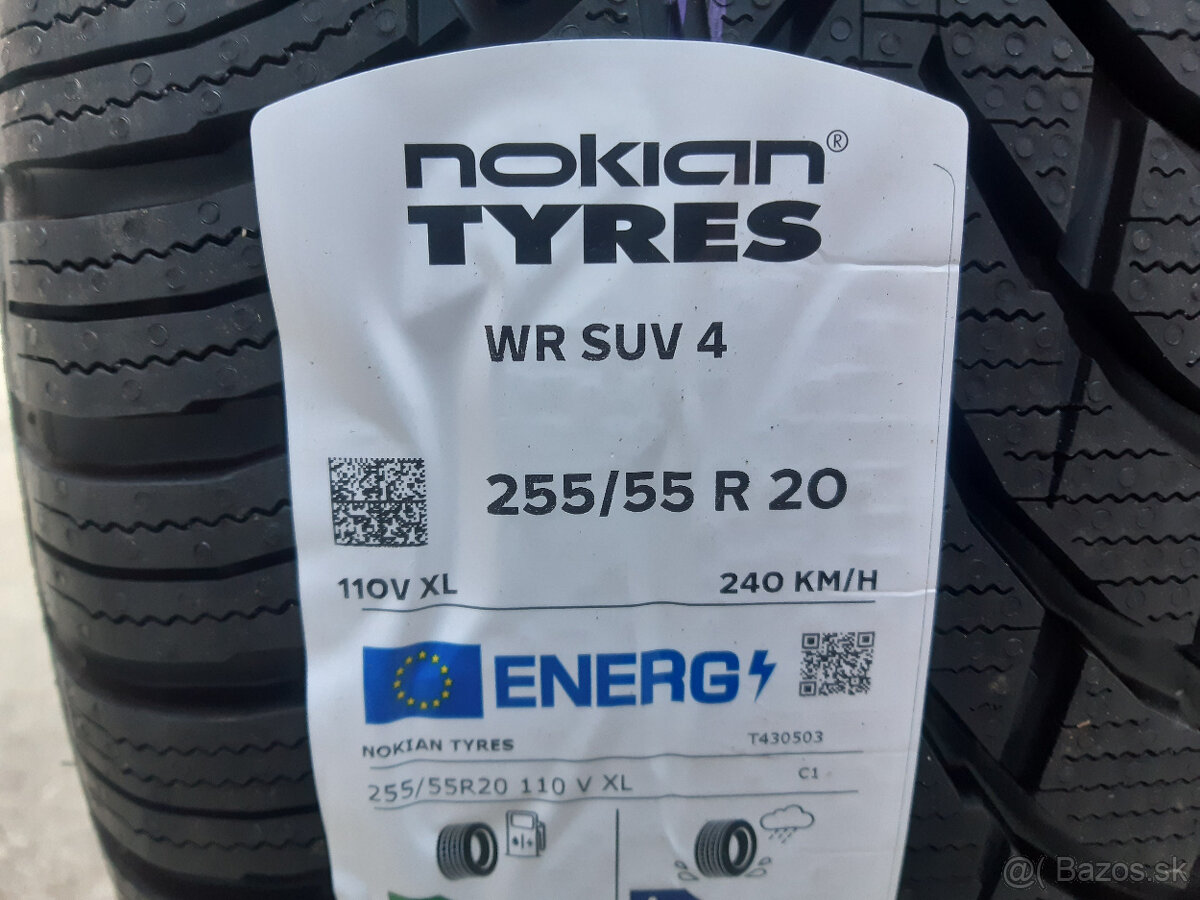 nokian®
TYRES
WR SUV 4
255/55 R 20
110V XL
240 KM/H
ENERG
NOKIAN TYRES
T430503
255/55R20 110 V XL
C1
@( Bazos.sk